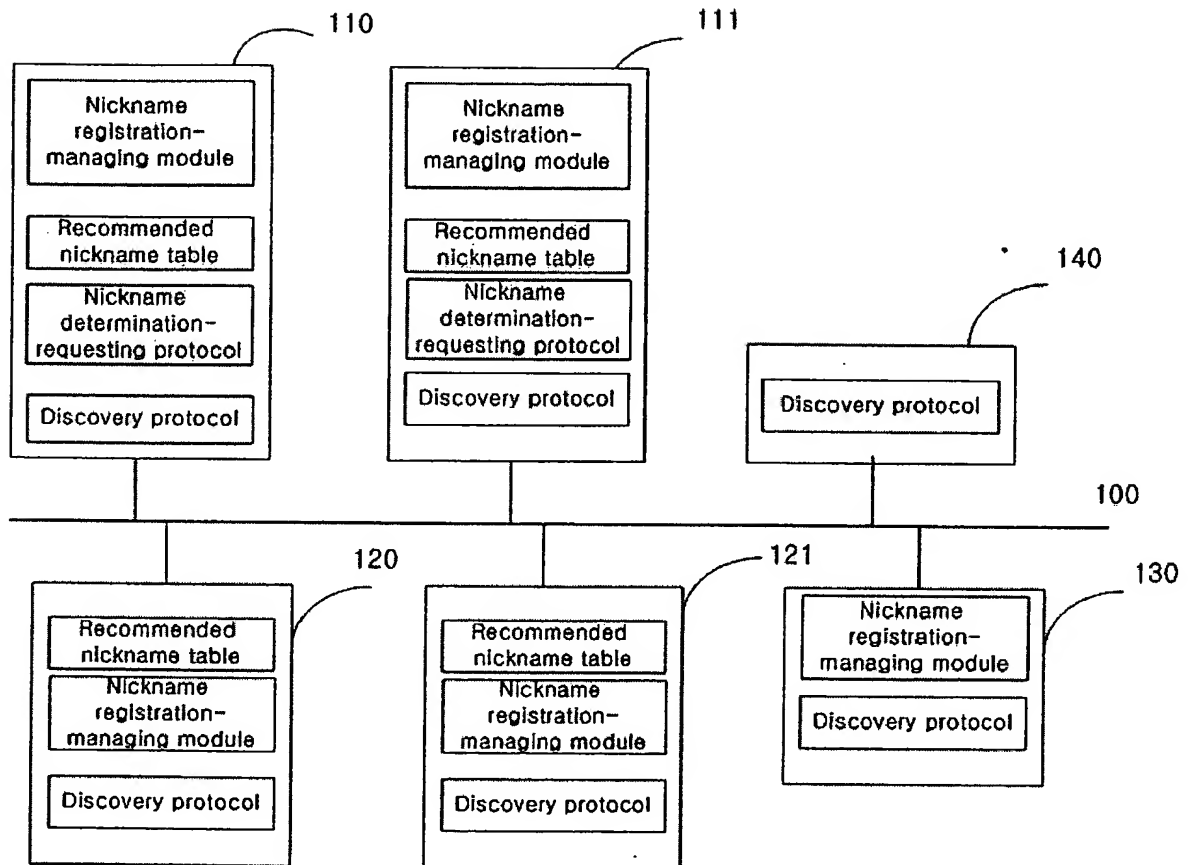 110
Nickname
registration-
managing module
Recommended
nickname table
Nickname
determination-
requesting protocol
Discovery protocol
111
Nickname
registration-
managing module
Recommended
nickname table
Nickname
determination-
requesting protocol
Discovery protocol
140
Discovery protocol
100
120
Recommended
nickname table
Nickname
registration-
managing module
Discovery protocol
121
Recommended
nickname table
Nickname
registration-
managing module
Discovery protocol
130
Nickname
registration-
managing module
Discovery protocol